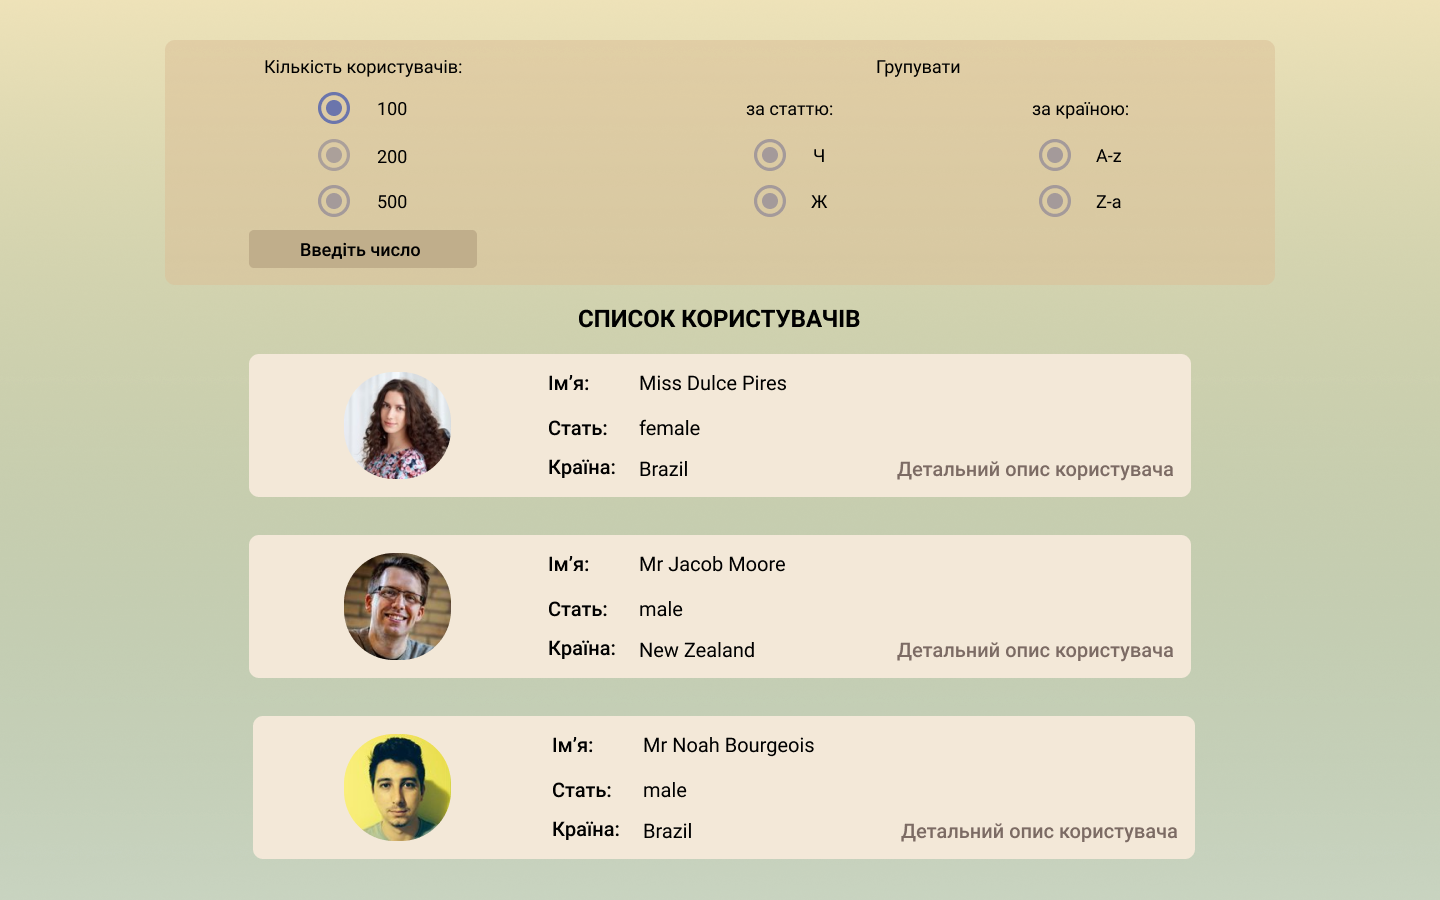 Кількість користувачів:
100
200
500
Введіть число
Групувати
за статтю:
Ч
Ж
за країною:
A-z
Z-a
СПИСОК КОРИСТУВАЧІВ
Ім’я: Miss Dulce Pires
Стать: female
Країна: Brazil
Детальний опис користувача
Ім’я: Mr Jacob Moore
Стать: male
Країна: New Zealand
Детальний опис користувача
Ім’я: Mr Noah Bourgeois
Стать: male
Країна: Brazil
Детальний опис користувача